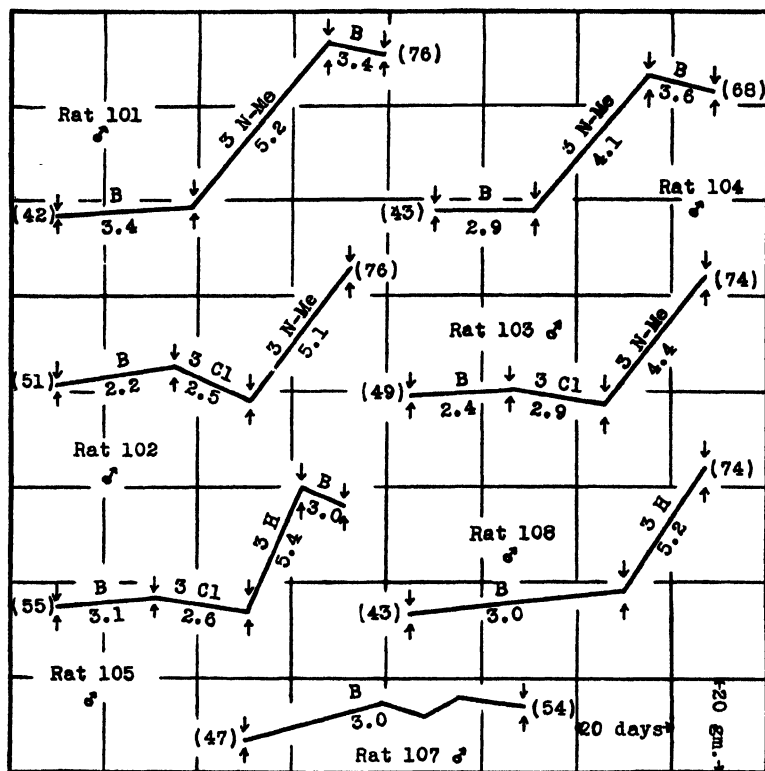 B
3.4
(76)
B
3.6
(68)
Rat 101
♂
3 N-Me
5.2
3 N-Me
4.1
(42)
B
3.4
(43)
B
2.9
Rat 104
♂
(76)
(74)
3 N-Me
5.1
Rat 103 ♂
3 N-Me
4.4
(51)
B
2.2
3 Cl
2.5
(49)
B
2.4
3 Cl
2.9
Rat 102
♂
B
3.0
(74)
3 H
5.4
Rat 108
♂
3 H
5.2
(55)
B
3.1
3 Cl
2.6
(43)
B
3.0
Rat 105
♂
B
3.0
(54)
(47)
20 days
20 gm.
Rat 107 ♂